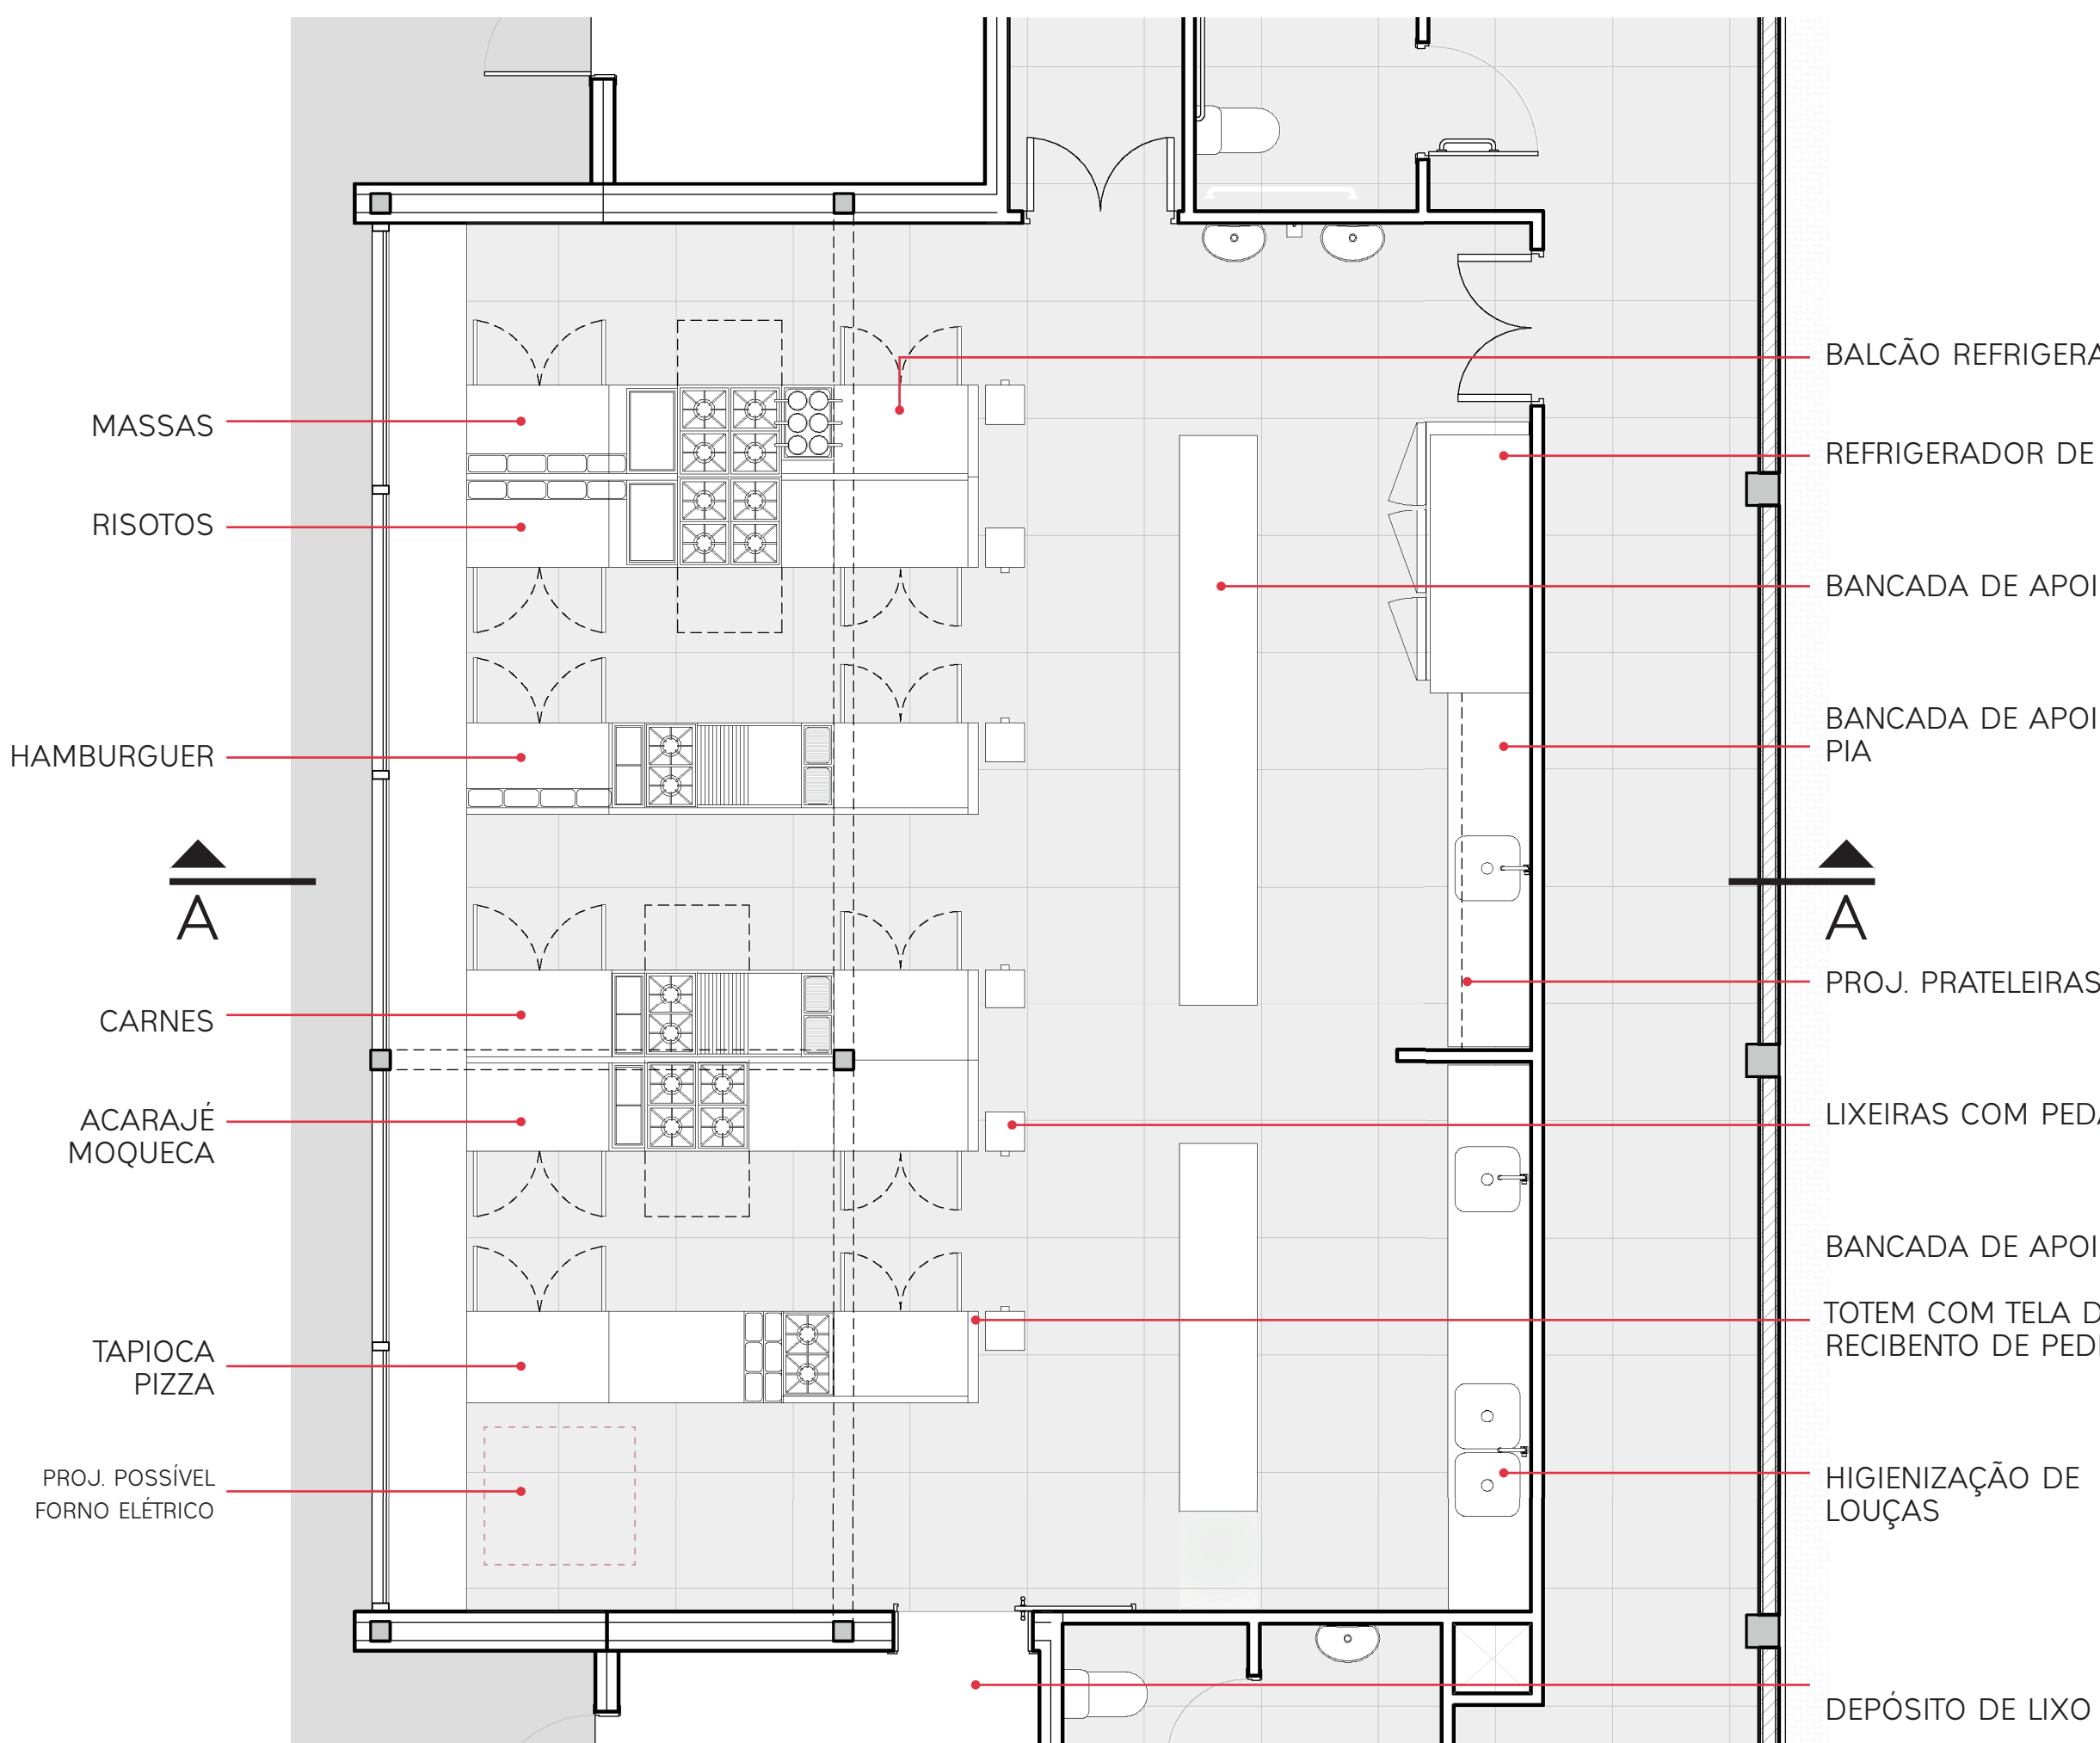 MASSAS
RISOTOS
HAMBURGUER
A
CARNES
ACARAJÉ
MOQUECA
TAPIOCA
PIZZA
PROJ. POSSÍVEL
FORNO ELÉTRICO
BALCÃO REFRIGERA
REFRIGERADOR DE
BANCADA DE APOI
BANCADA DE APOI
PIA
A
PROJ. PRATELEIRAS
LIXEIRAS COM PEDA
BANCADA DE APOI
TOTEM COM TELA D
RECIBENTO DE PED
HIGIENIZAÇÃO DE
LOUÇAS
DEPÓSITO DE LIXO